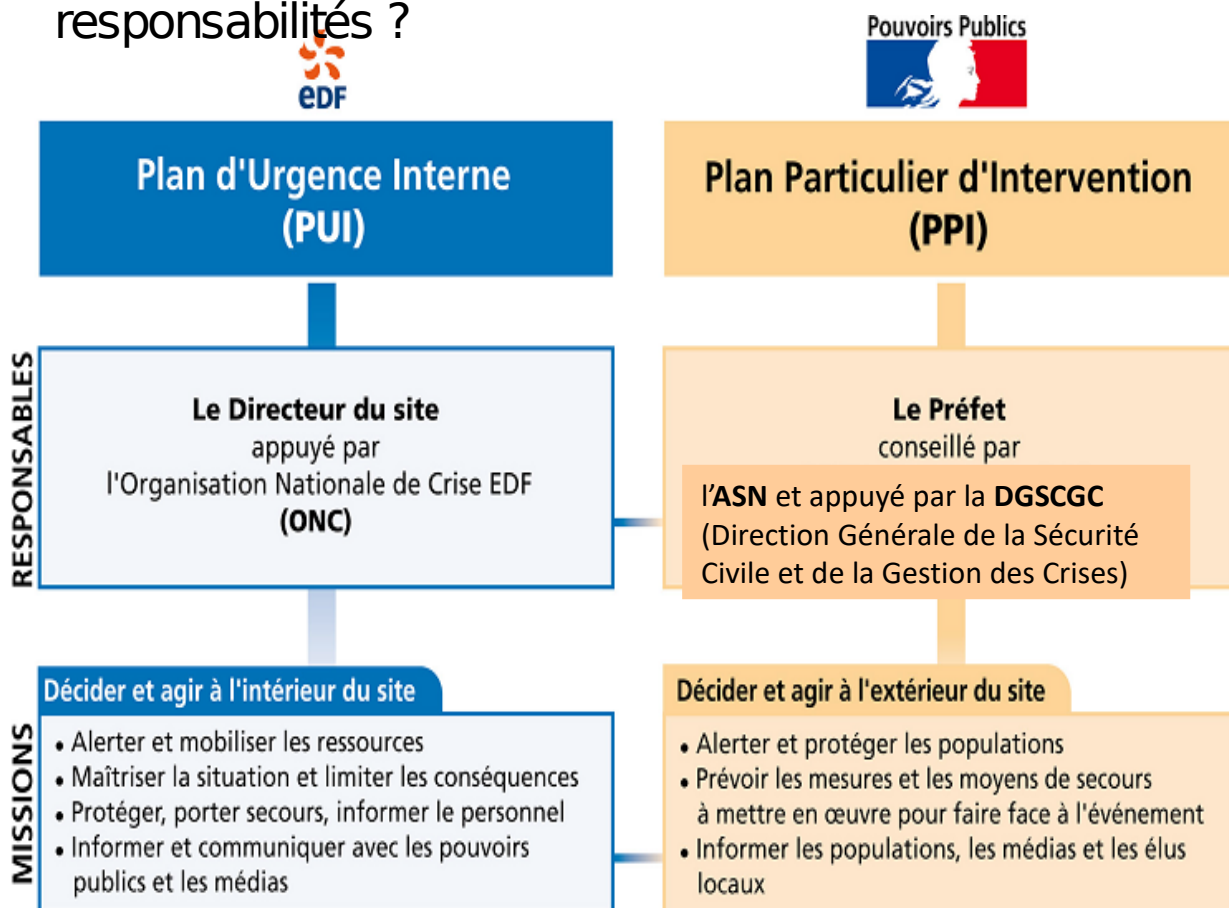 responsabilités ?
eDF
Pouvoirs Publics
Plan d'Urgence Interne
(PUI)
Plan Particulier d'Intervention
(PPI)
RESPONSABLES
Le Directeur du site
appuyé par
l'Organisation Nationale de Crise EDF
(ONC)
Le Préfet
conseillé par
l'ASN et appuyé par la DGSCGC
(Direction Générale de la Sécurité
Civile et de la Gestion des Crises)
MISSIONS
Décider et agir à l'intérieur du site
• Alerter et mobiliser les ressources
• Maîtriser la situation et limiter les conséquences
• Protéger, porter secours, informer le personnel
• Informer et communiquer avec les pouvoirs
publics et les médias
Décider et agir à l'extérieur du site
• Alerter et protéger les populations
• Prévoir les mesures et les moyens de secours
à mettre en œuvre pour faire face à l'événement
• Informer les populations, les médias et les élus
locaux